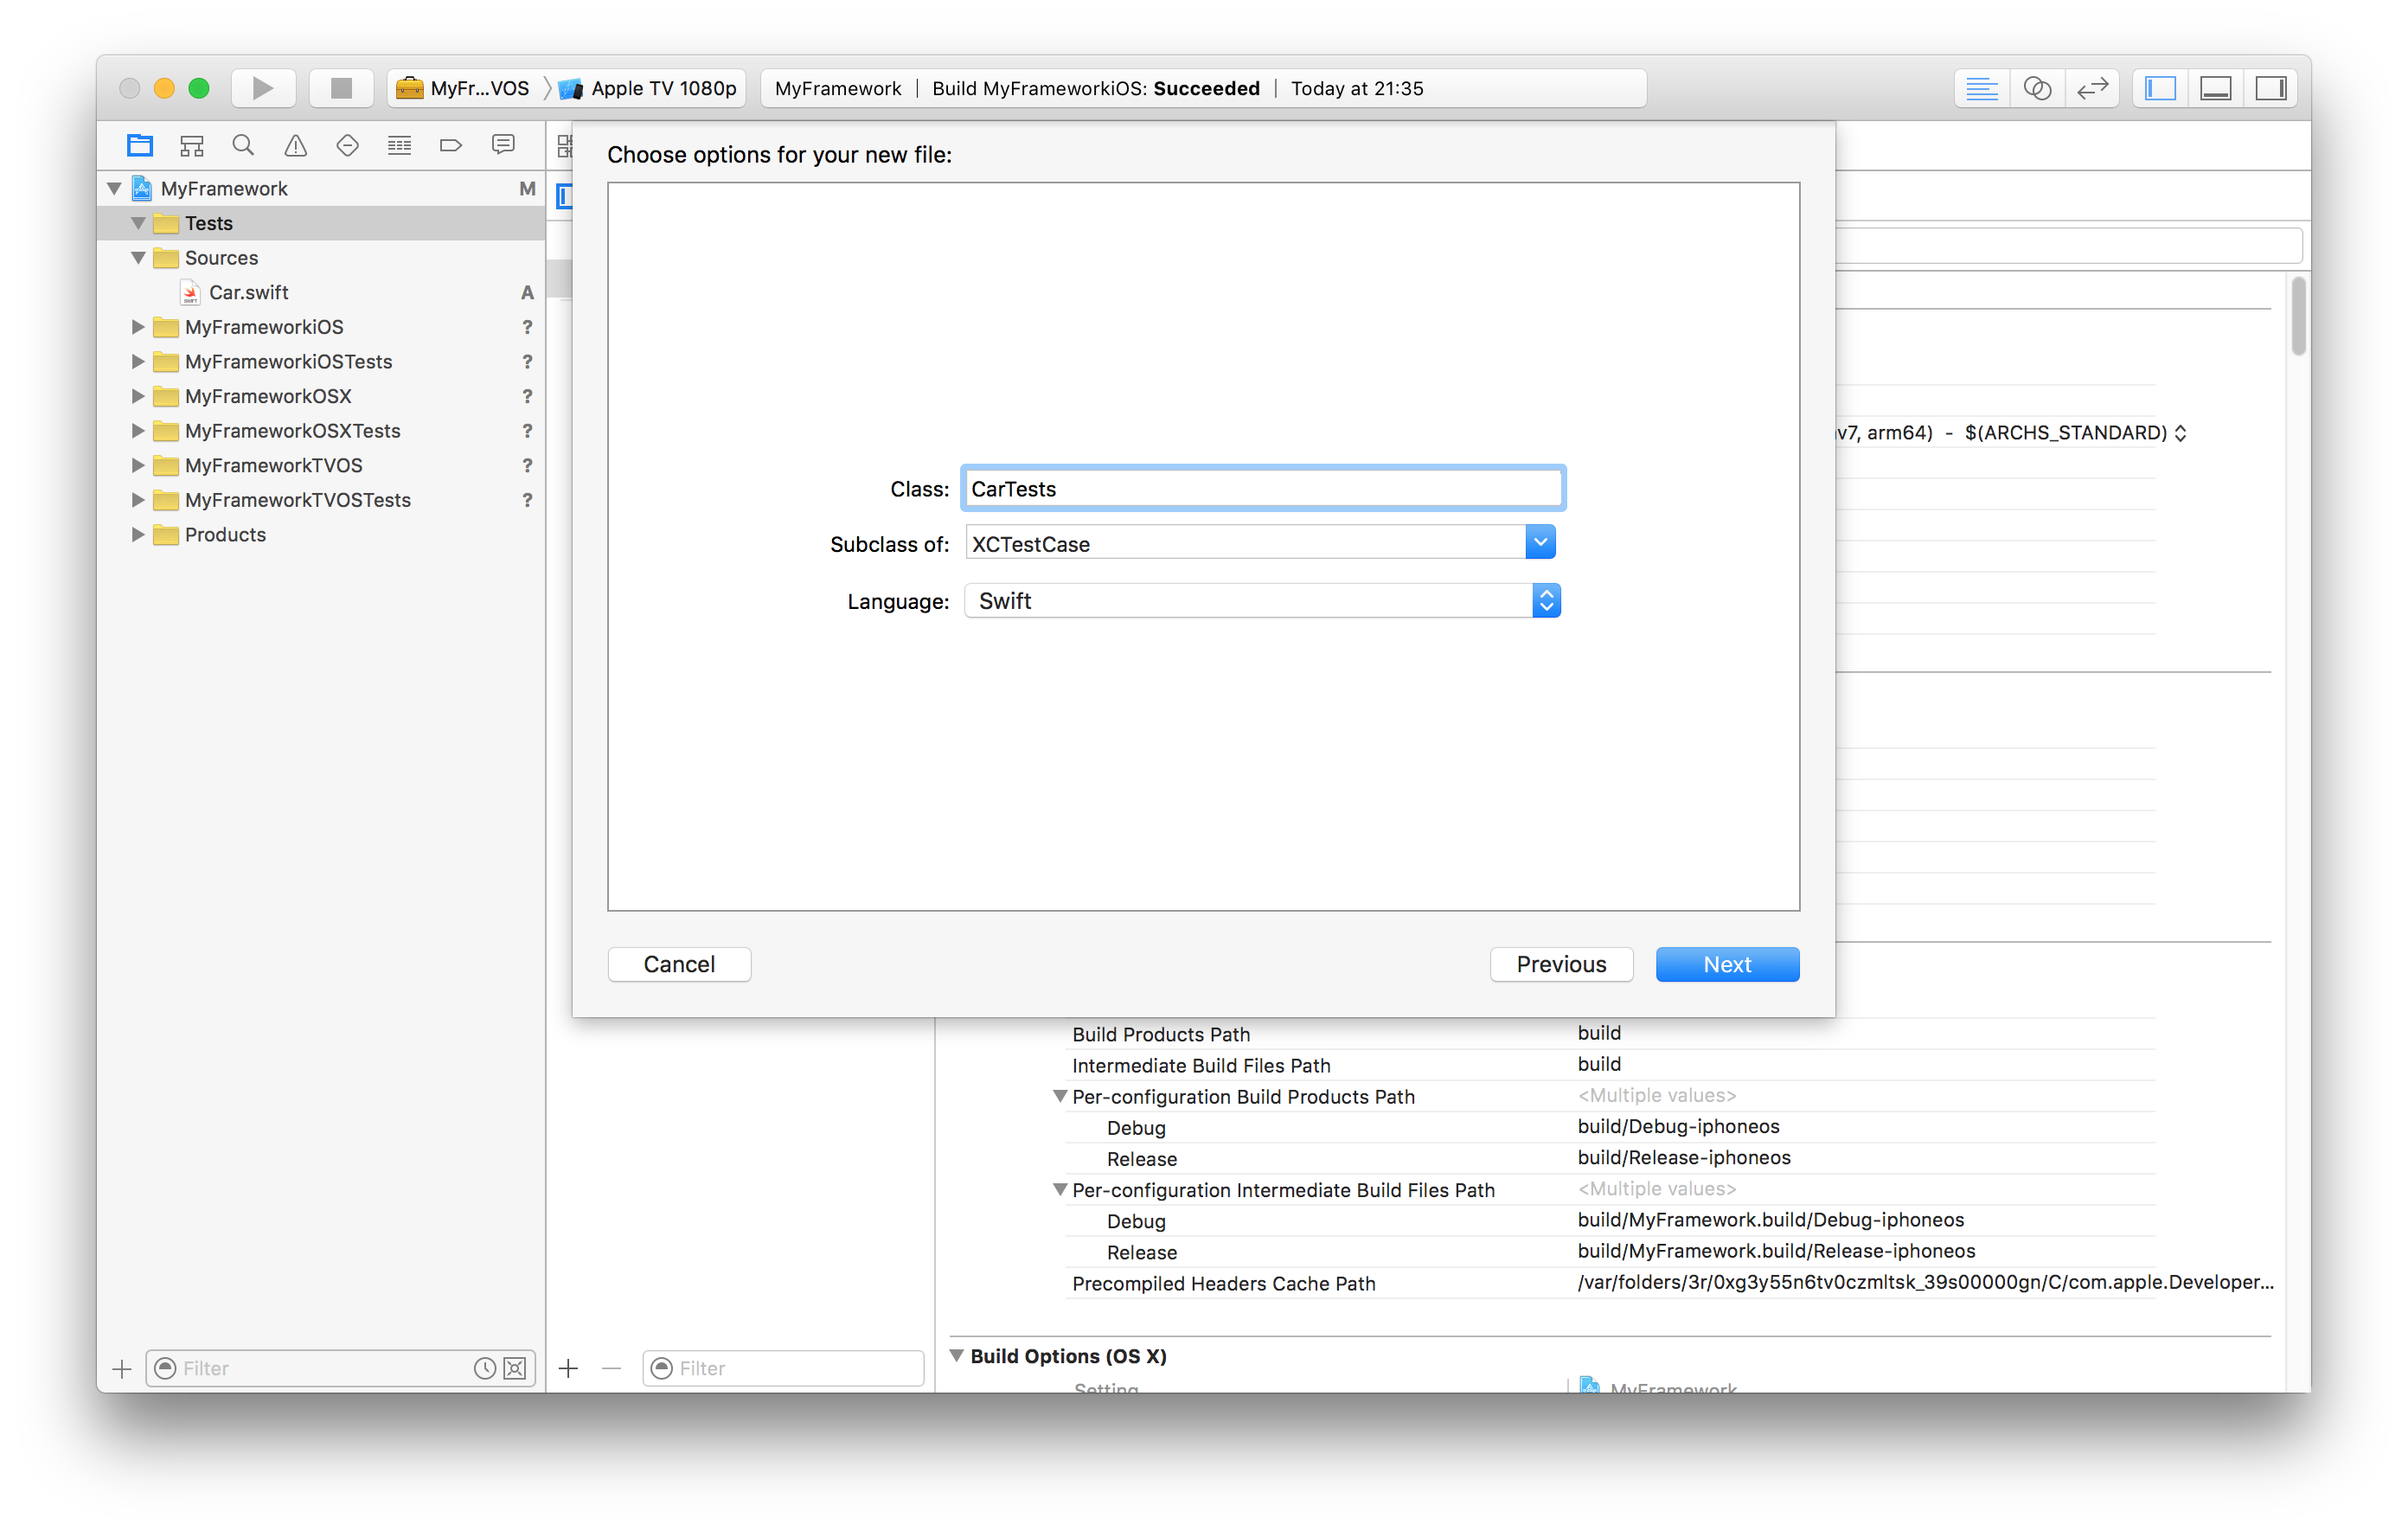 MyFr...VOS
Apple TV 1080p
MyFramework | Build MyFrameworkiOS: Succeeded | Today at 21:35
MyFramework M
Tests
Sources
Car.swift A
MyFrameworkiOS ?
MyFrameworkiOSTests ?
MyFrameworkOSX ?
MyFrameworkOSXTests ?
MyFrameworkTVOS ?
MyFrameworkTVOSTests ?
Products
Filter
Choose options for your new file:
Class: CarTests
Subclass of: XCTestCase
Language: Swift
Cancel
Previous
Next
v7, arm64) - $(ARCHS_STANDARD)
Build Products Path build
Intermediate Build Files Path build
Per-configuration Build Products Path <Multiple values>
Debug build/Debug-iphoneos
Release build/Release-iphoneos
Per-configuration Intermediate Build Files Path <Multiple values>
Debug build/MyFramework.build/Debug-iphoneos
Release build/MyFramework.build/Release-iphoneos
Precompiled Headers Cache Path /var/folders/3r/0xg3y55n6tv0czmltsk_39s00000gn/C/com.apple.Developer...
Build Options (OS X)
Setting MyFramework
Filter